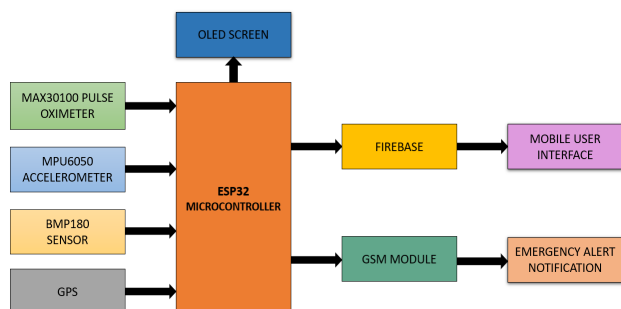 OLED SCREEN
MAX30100 PULSE
OXIMETER
MPU6050
ACCELEROMETER
BMP180
SENSOR
GPS
ESP32
MICROCONTROLLER
FIREBASE
MOBILE USER
INTERFACE
GSM MODULE
EMERGENCY ALERT
NOTIFICATION